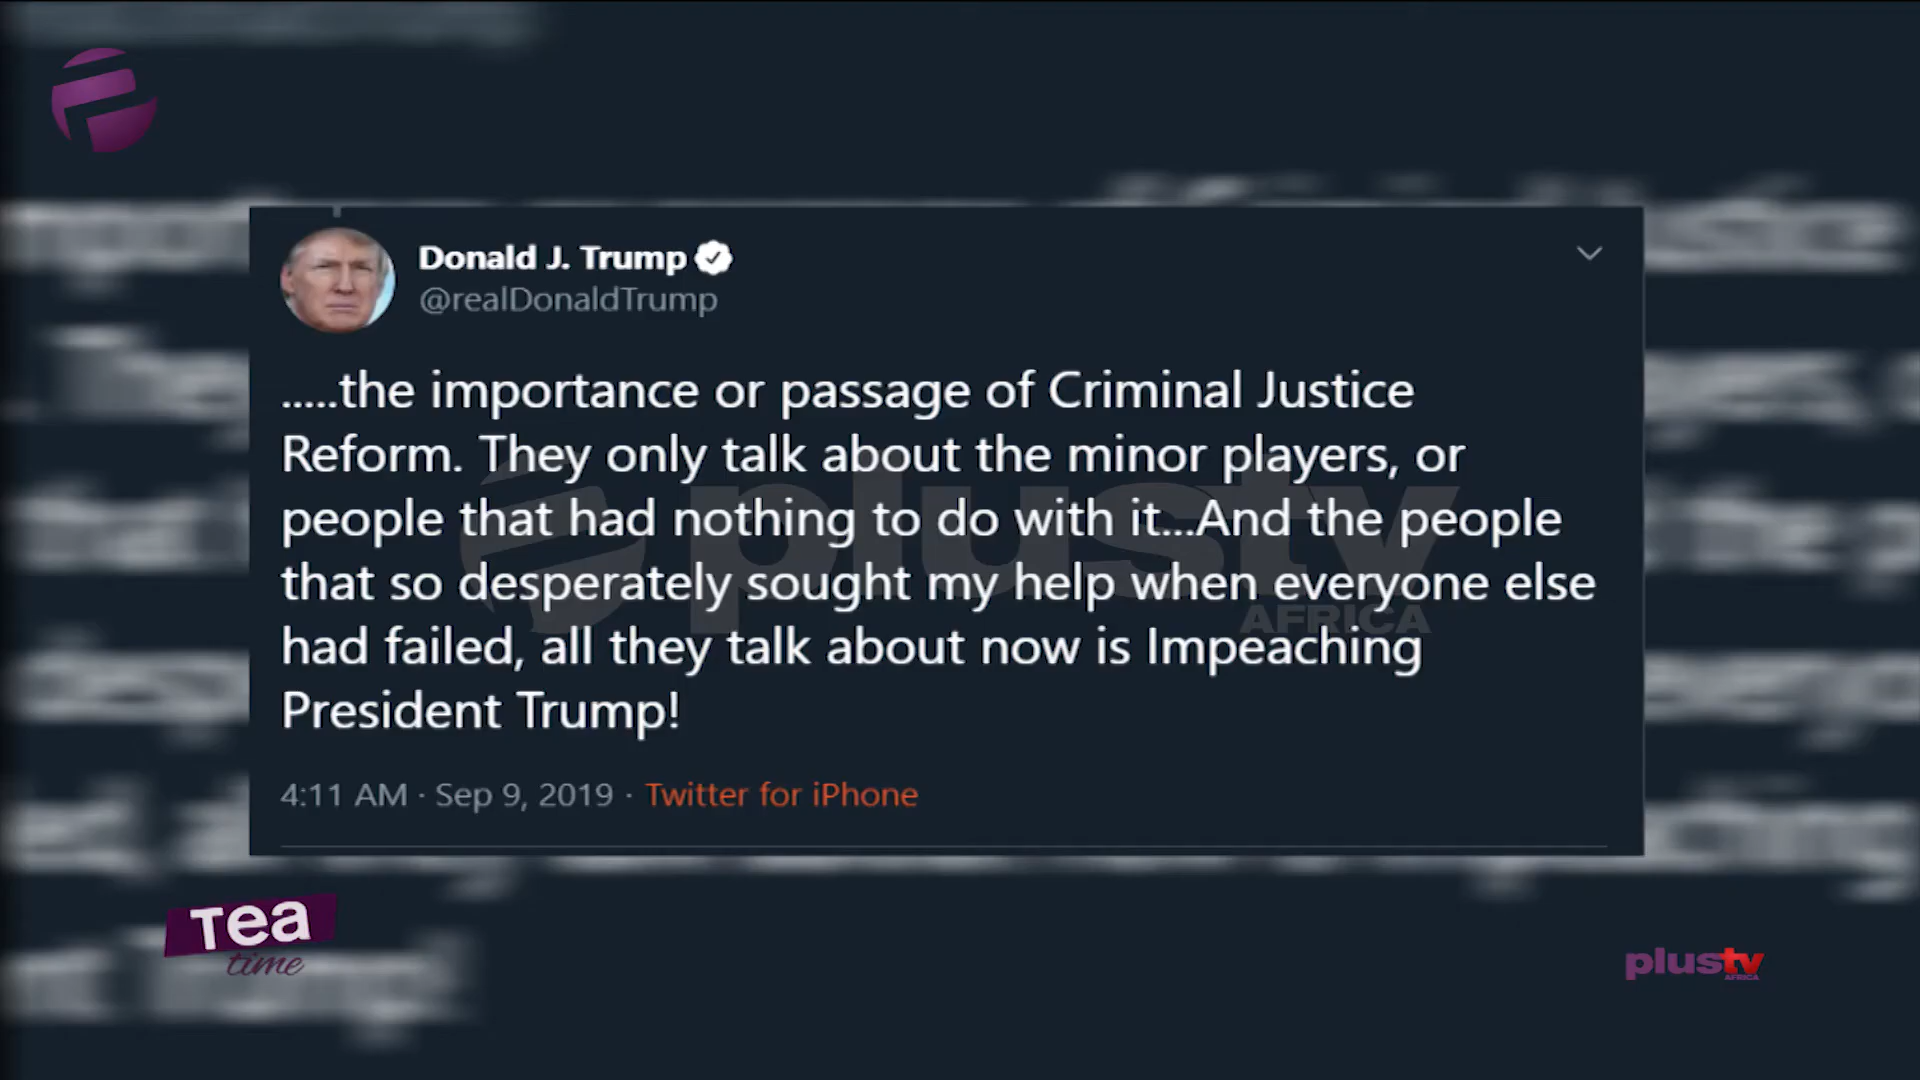 Donald J. Trump
@realDonaldTrump
.....the importance or passage of Criminal Justice
Reform. They only talk about the minor players, or
people that had nothing to do with it...And the people
that so desperately sought my help when everyone else
had failed, all they talk about now is Impeaching
President Trump!
4:11 AM · Sep 9, 2019 · Twitter for iPhone
plustv
AFRICA
Tea
time
plustv
AFRICA